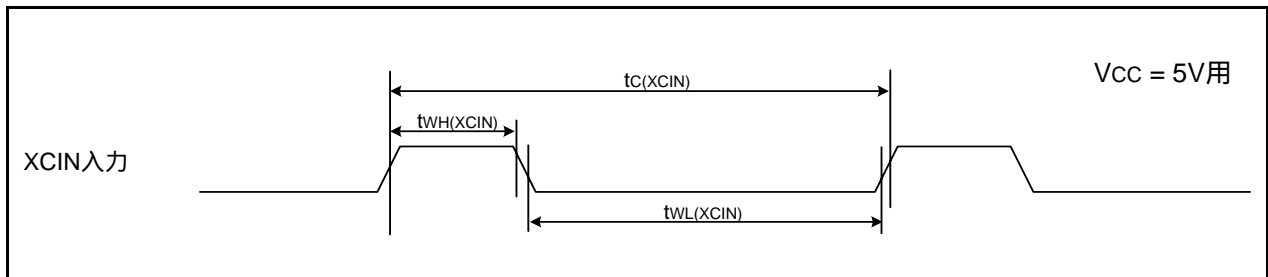 VCC = 5V用
tC(XCIN)
tWH(XCIN)
XCIN入力
tWL(XCIN)